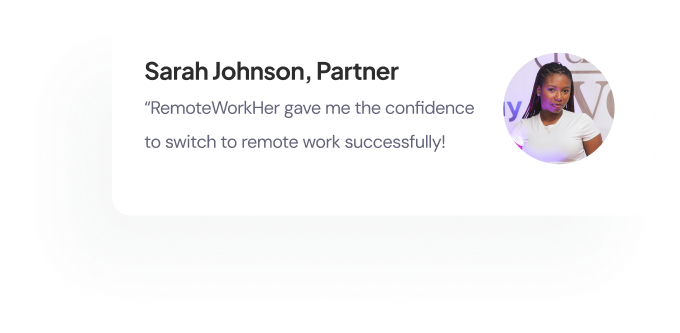 Sarah Johnson, Partner
“RemoteWorkHer gave me the confidence
to switch to remote work successfully!